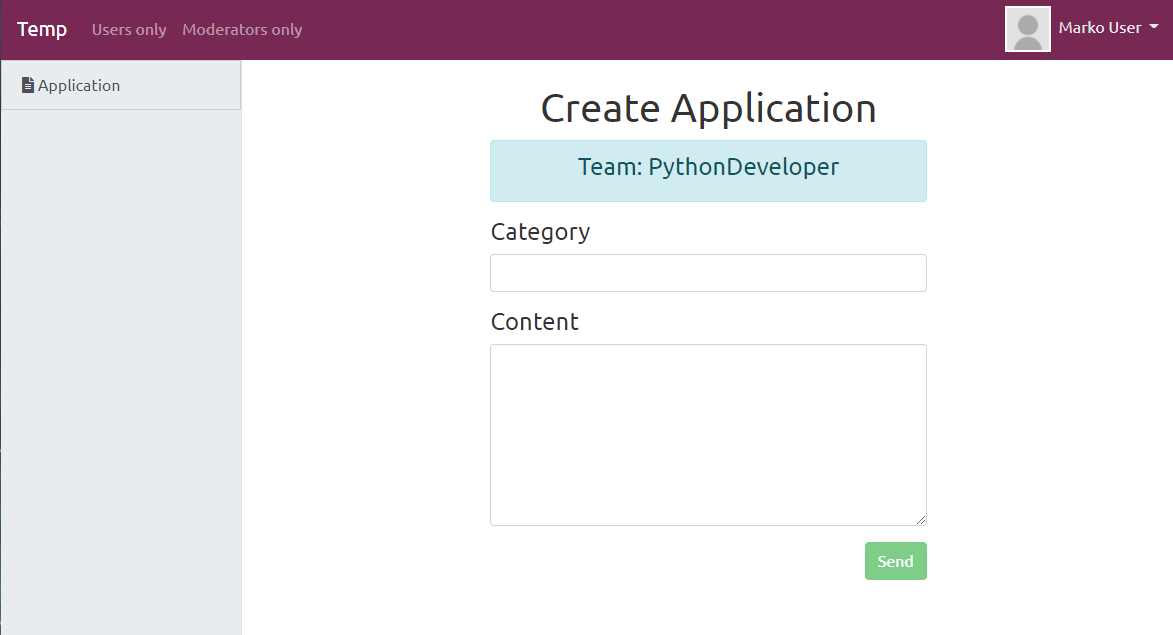 Temp Users only Moderators only Marko User
Application
Create Application
Team: PythonDeveloper
Category
Content
Send